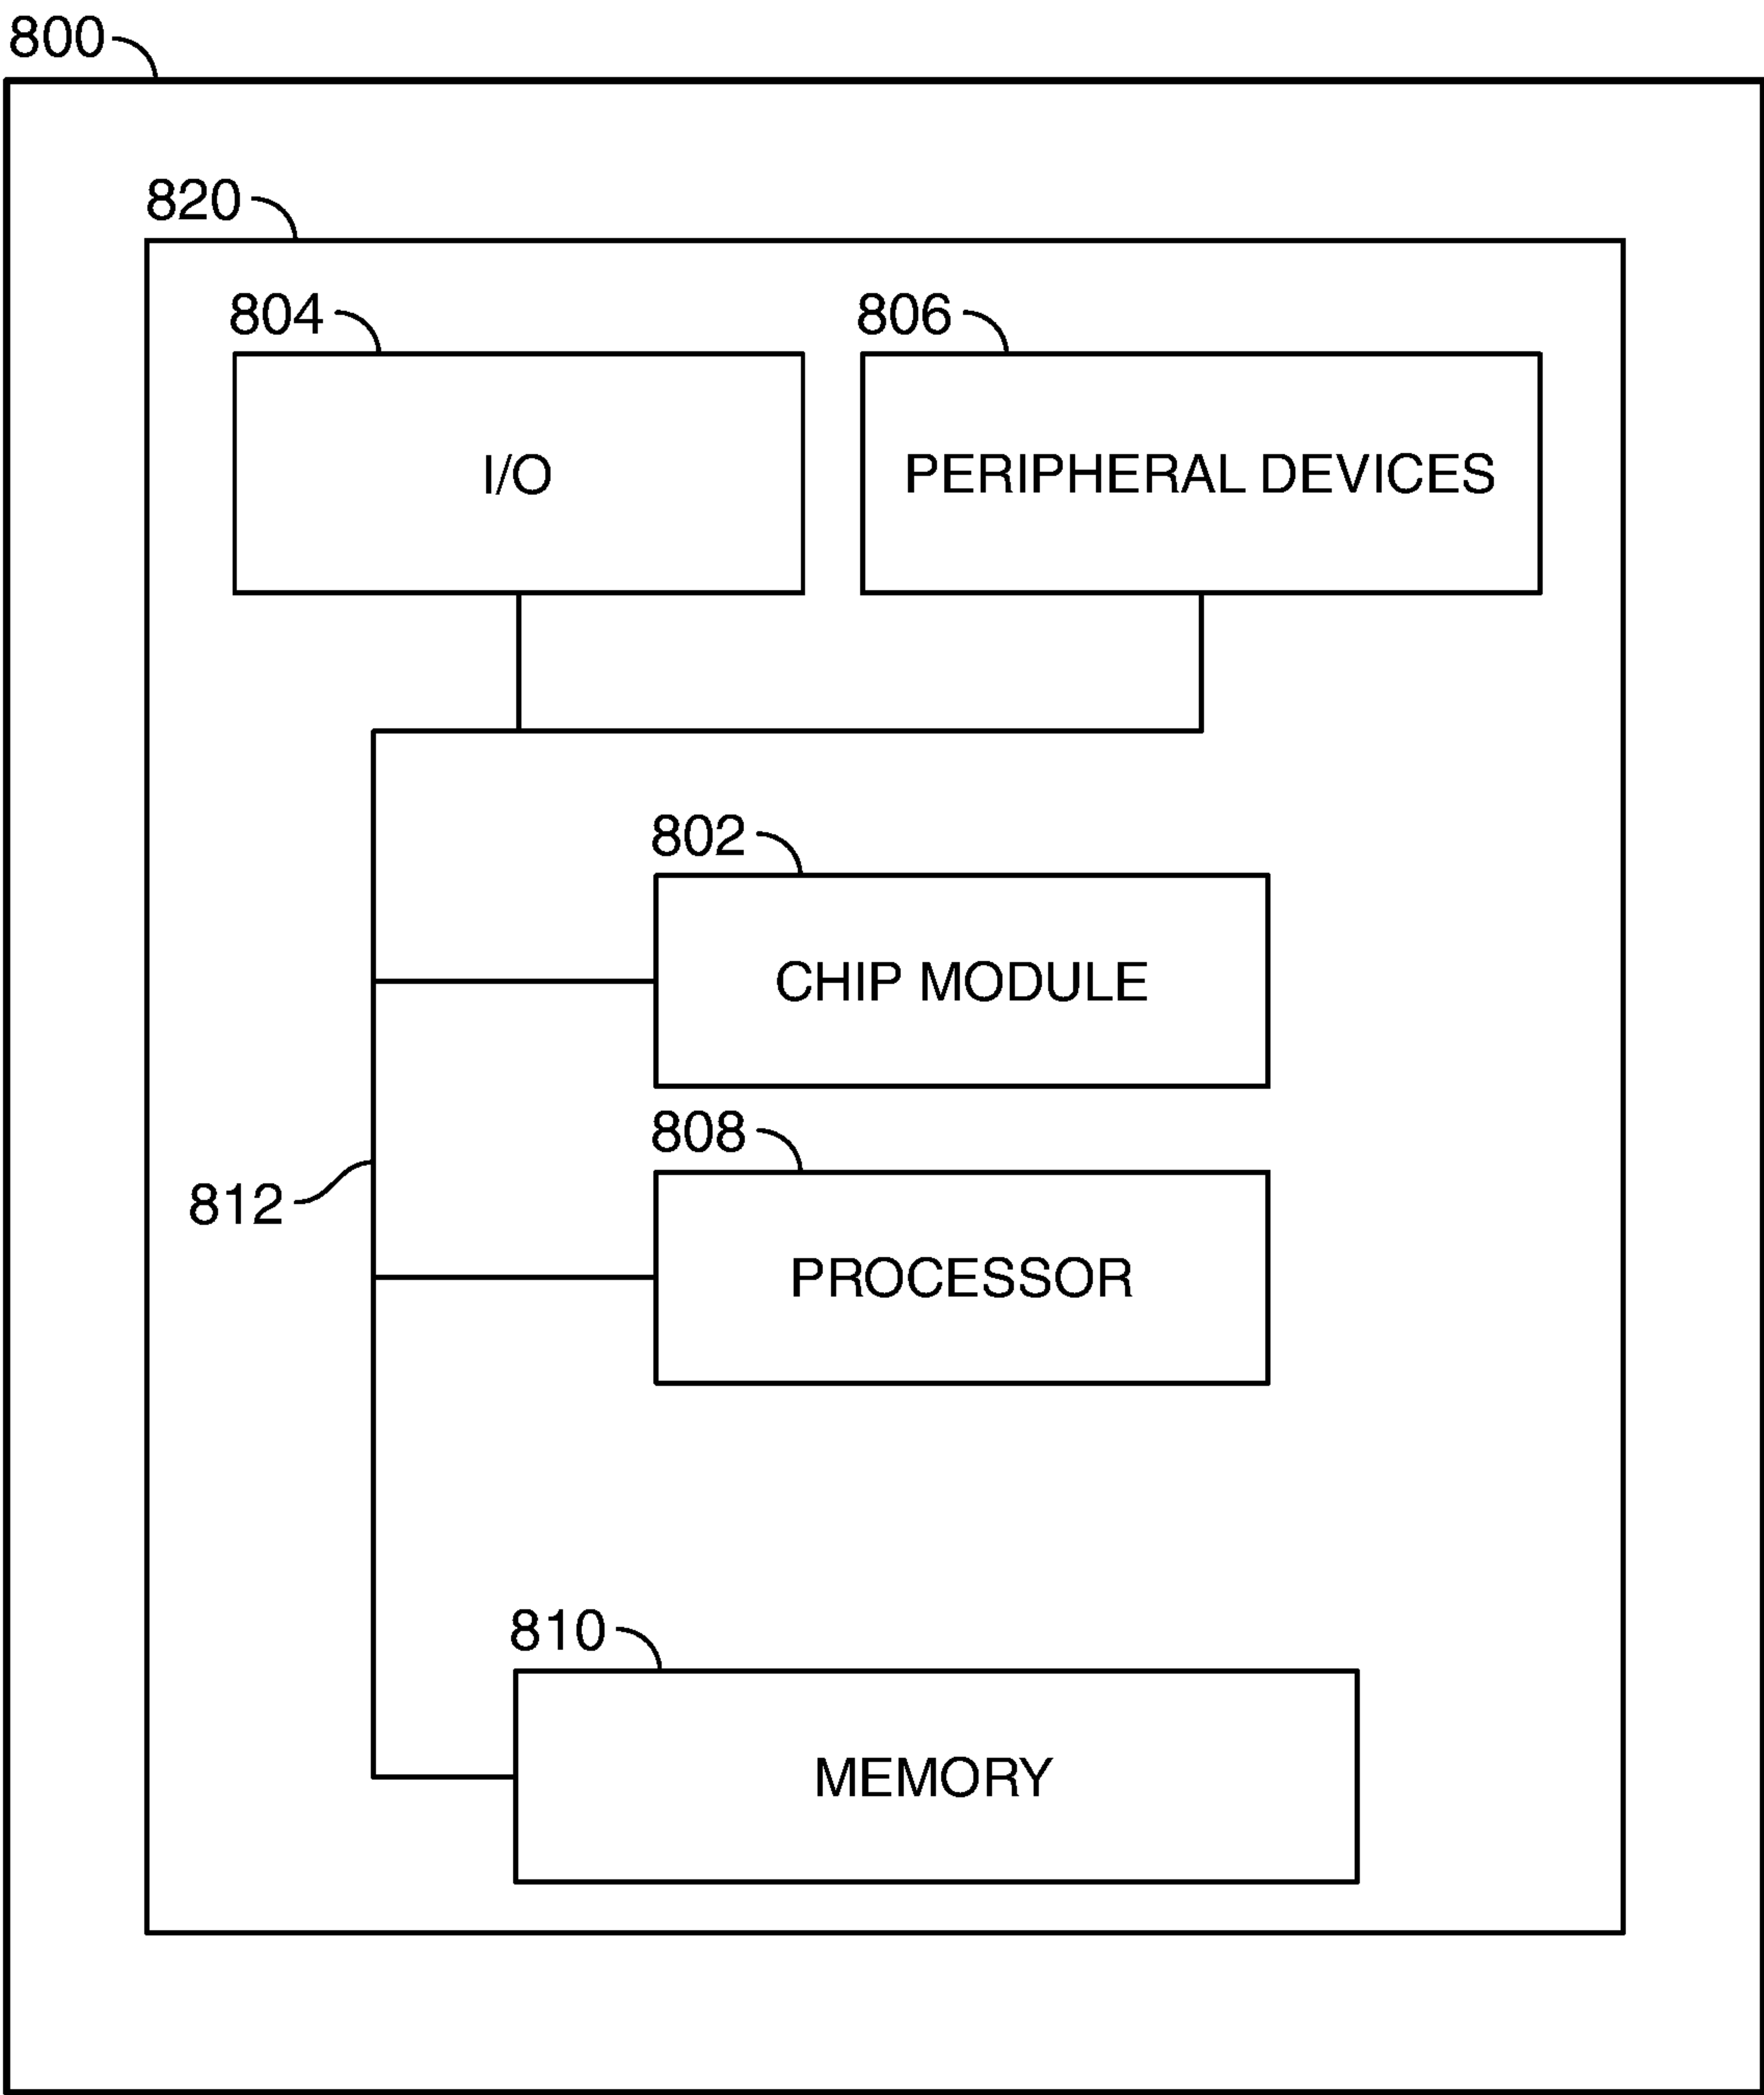 800
820
804
806
I/O
PERIPHERAL DEVICES
802
CHIP MODULE
808
812
PROCESSOR
810
MEMORY